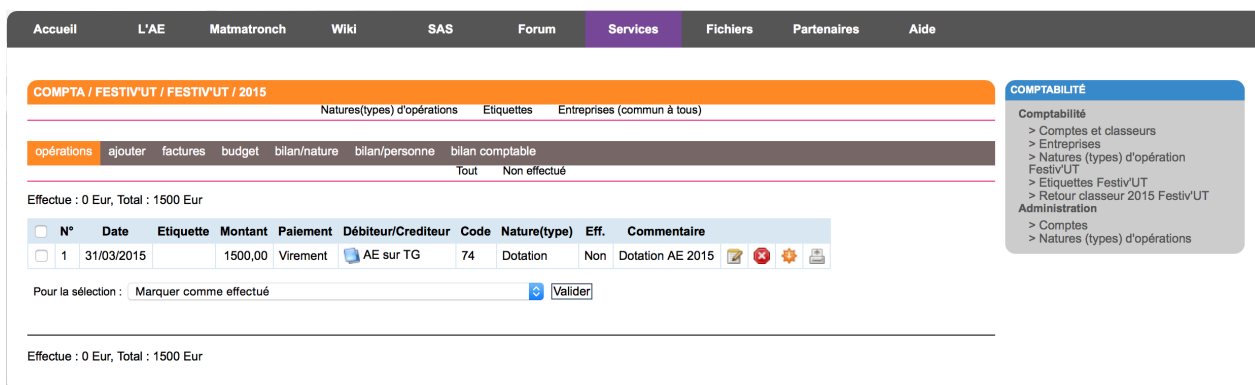 Accueil L'AE Matmatronch Wiki SAS Forum Services Fichiers Partenaires Aide
COMPTA / FESTIV'UT / FESTIV'UT / 2015
Natures(types) d'opérations Etiquettes Entreprises (commun à tous)
opérations ajouter factures budget bilan/nature bilan/personne bilan comptable
Tout Non effectué
Effectue : 0 Eur, Total : 1500 Eur
N° Date Etiquette Montant Paiement Débiteur/Crediteur Code Nature(type) Eff. Commentaire
1 31/03/2015 1500,00 Virement AE sur TG 74 Dotation Non Dotation AE 2015
Pour la sélection : Marquer comme effectué Valider
Effectue : 0 Eur, Total : 1500 Eur
COMPTABILITÉ
Comptabilité
> Comptes et classeurs
> Entreprises
> Natures (types) d'opération
Festiv'UT
> Etiquettes Festiv'UT
> Retour classeur 2015 Festiv'UT
Administration
> Comptes
> Natures (types) d'opérations